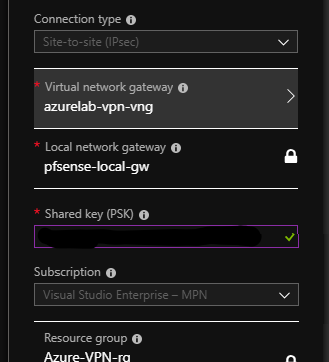 Connection type
Site-to-site (IPsec)
* Virtual network gateway
azurelab-vpn-vng
* Local network gateway
pfsense-local-gw
* Shared key (PSK)
Subscription
Visual Studio Enterprise – MPN
Resource group
Azure-VPN-rg